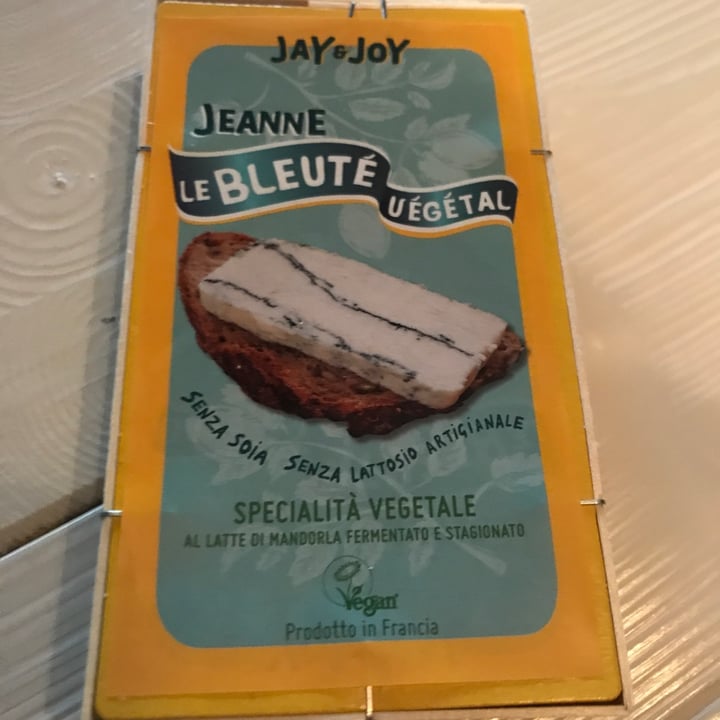 JAY & JOY
JEANNE
LE BLEUTÉ VÉGÉTAL
SENZA SOIA SENZA LATTOSIO ARTIGIANALE
SPECIALITÀ VEGETALE
AL LATTE DI MANDORLA FERMENTATO E STAGIONATO
Vegan
Prodotto in Francia